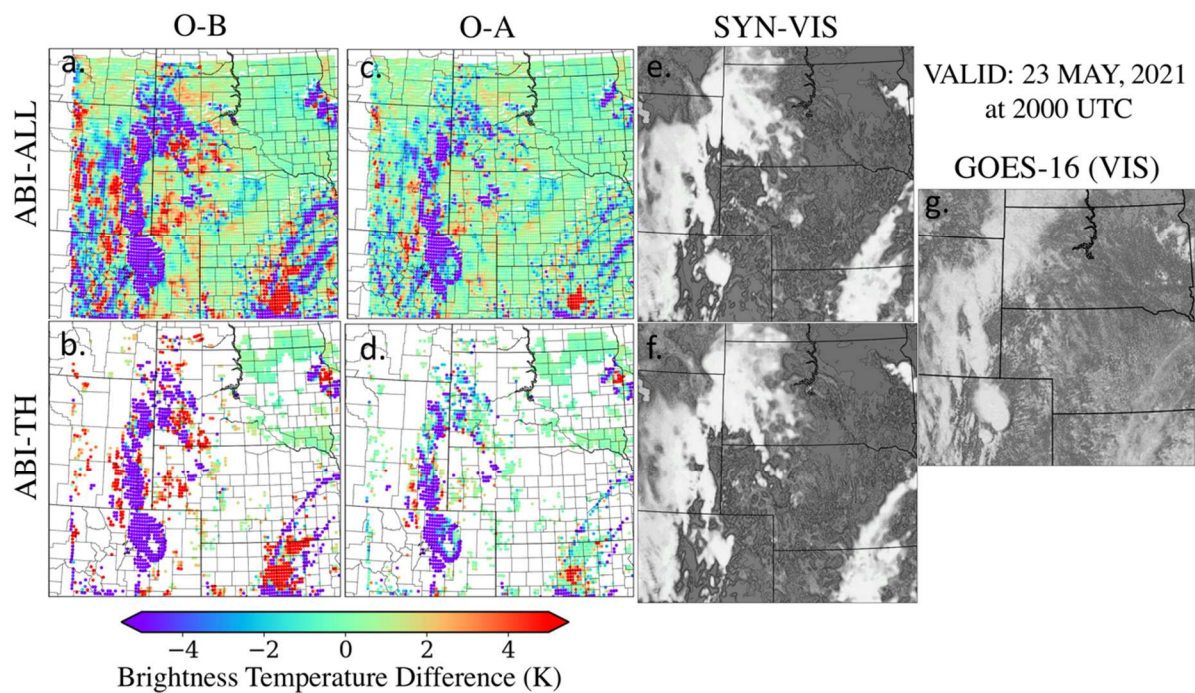 O-B
O-A
SYN-VIS
VALID: 23 MAY, 2021
at 2000 UTC
GOES-16 (VIS)
ABI-ALL
a.
c.
e.
g.
ABI-TH
b.
d.
f.
−4
−2
0
2
4
Brightness Temperature Difference (K)